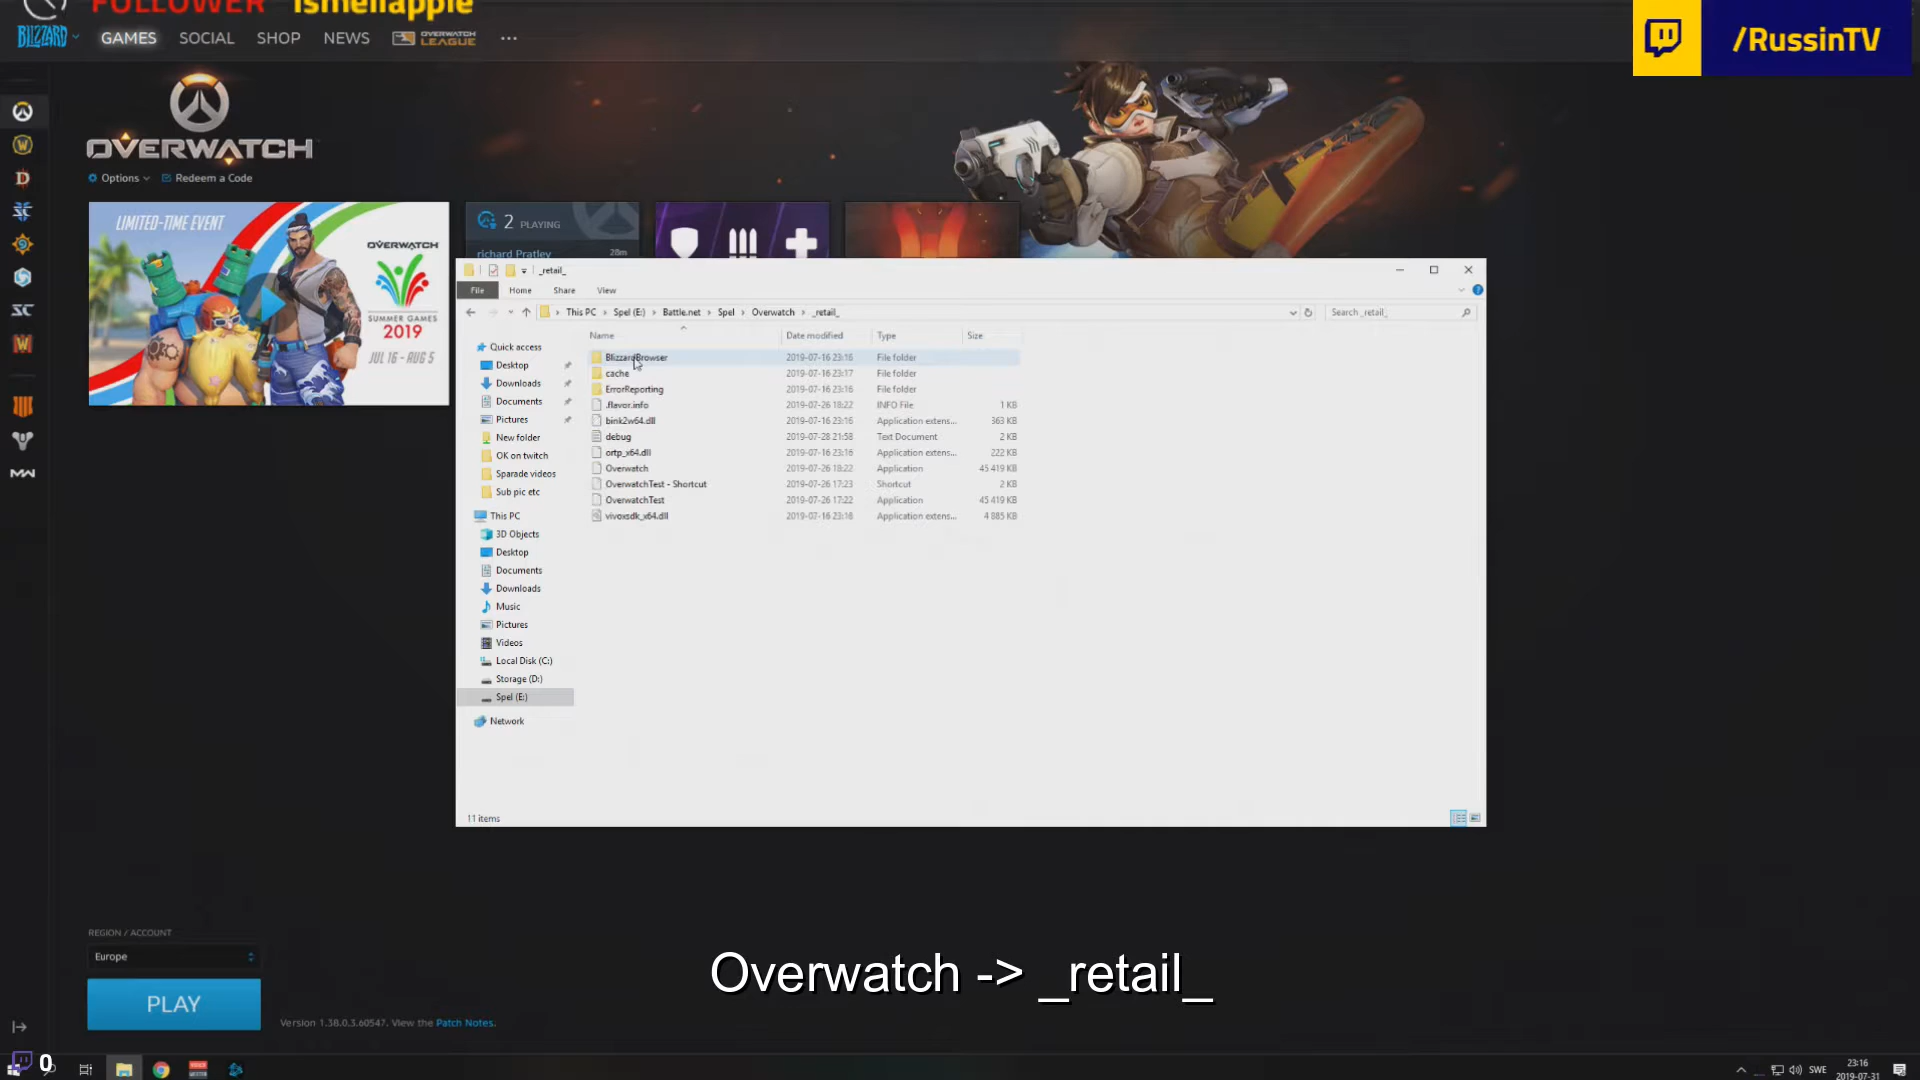 FOLLOWER Ismellapple
BLIZZARD GAMES SOCIAL SHOP NEWS OVERWATCH LEAGUE
/RussinTV
OVERWATCH
Options Redeem a Code
LIMITED-TIME EVENT
OVERWATCH
SUMMER GAMES
2019
JUL 16 - AUG 5
2 PLAYING
richard Pratley 28m
_retail_
File Home Share View
This PC > Spel (E:) > Battle.net > Spel > Overwatch > _retail_
Search _retail_
Name Date modified Type Size
BlizzardBrowser 2019-07-16 23:16 File folder
cache 2019-07-16 23:17 File folder
ErrorReporting 2019-07-16 23:16 File folder
.flavor.info 2019-07-26 18:22 INFO File 1 KB
bink2w64.dll 2019-07-16 23:16 Application extens... 363 KB
debug 2019-07-28 21:58 Text Document 2 KB
ortp_x64.dll 2019-07-16 23:16 Application extens... 222 KB
Overwatch 2019-07-26 18:22 Application 45 419 KB
OverwatchTest - Shortcut 2019-07-26 17:23 Shortcut 2 KB
OverwatchTest 2019-07-26 17:22 Application 45 419 KB
vivoxsdk_x64.dll 2019-07-16 23:16 Application extens... 4 885 KB
Quick access
Desktop
Downloads
Documents
Pictures
New folder
OK on twitch
Sparade videos
Sub pic etc
This PC
3D Objects
Desktop
Documents
Downloads
Music
Pictures
Videos
Local Disk (C:)
Storage (D:)
Spel (E:)
Network
11 items
REGION / ACCOUNT
Europe
PLAY
Version 1.38.0.3.60547. View the Patch Notes.
Overwatch -> _retail_
0
SWE
23:16
2019-07-31